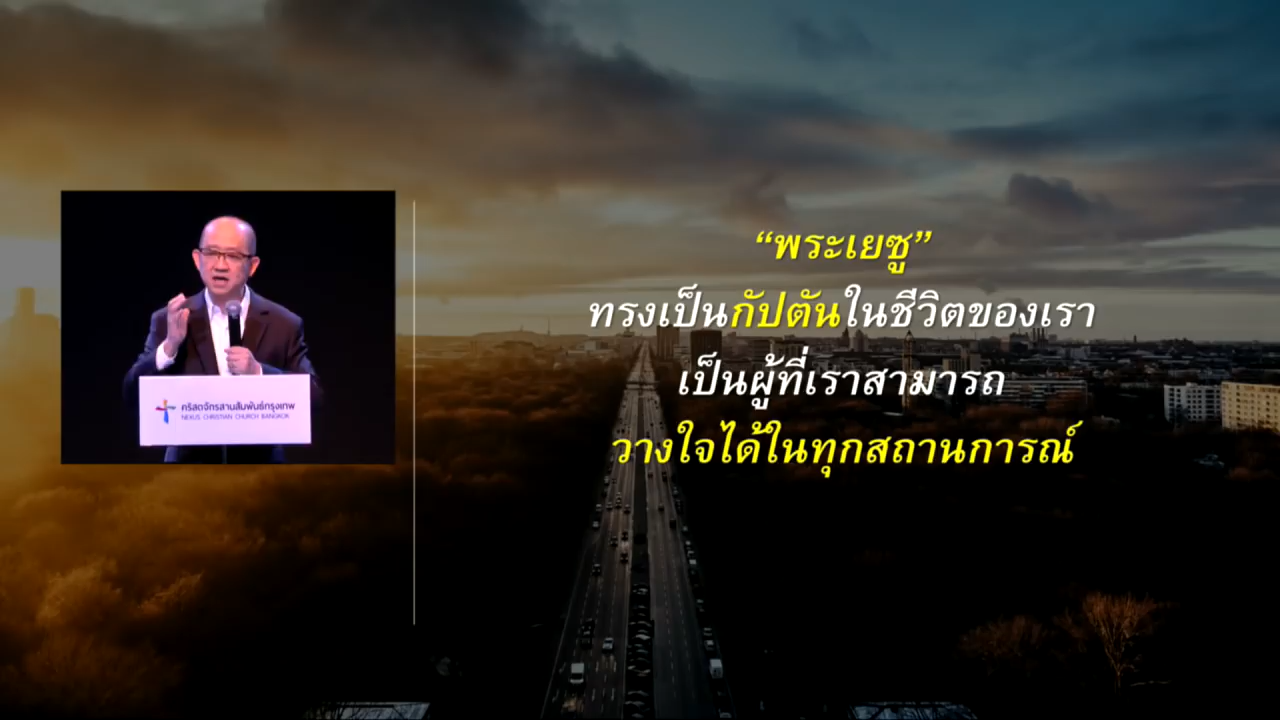 “พระเยซู”
ทรงเป็นกัปตันในชีวิตของเรา
เป็นผู้ที่เราสามารถ
วางใจได้ในทุกสถานการณ์
คริสตจักรสานสัมพันธ์กรุงเทพ
NEXUS CHRISTIAN CHURCH BANGKOK